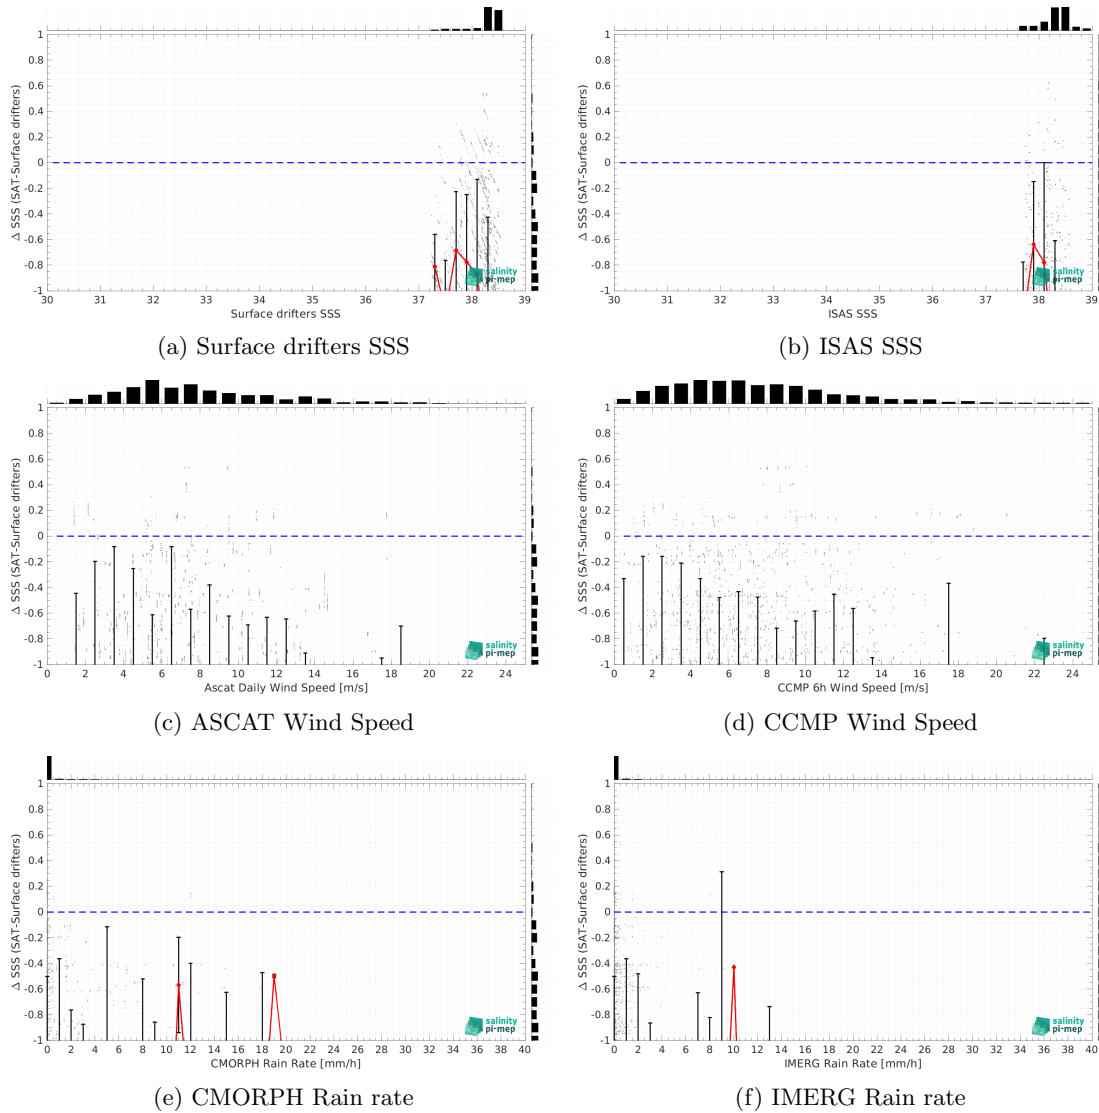 1
0.8
0.6
0.4
0.2
0
-0.2
-0.4
-0.6
-0.8
-1
Δ SSS (SAT-Surface drifters)
30 31 32 33 34 35 36 37 38 39
Surface drifters SSS
salinity
pi-mep
(a) Surface drifters SSS
1
0.8
0.6
0.4
0.2
0
-0.2
-0.4
-0.6
-0.8
-1
Δ SSS (SAT-Surface drifters)
30 31 32 33 34 35 36 37 38 39
ISAS SSS
salinity
pi-mep
(b) ISAS SSS
1
0.8
0.6
0.4
0.2
0
-0.2
-0.4
-0.6
-0.8
-1
Δ SSS (SAT-Surface drifters)
0 2 4 6 8 10 12 14 16 18 20 22 24
Ascat Daily Wind Speed [m/s]
salinity
pi-mep
(c) ASCAT Wind Speed
1
0.8
0.6
0.4
0.2
0
-0.2
-0.4
-0.6
-0.8
-1
Δ SSS (SAT-Surface drifters)
0 2 4 6 8 10 12 14 16 18 20 22 24
CCMP 6h Wind Speed [m/s]
salinity
pi-mep
(d) CCMP Wind Speed
1
0.8
0.6
0.4
0.2
0
-0.2
-0.4
-0.6
-0.8
-1
Δ SSS (SAT-Surface drifters)
0 2 4 6 8 10 12 14 16 18 20 22 24 26 28 30 32 34 36 38 40
CMORPH Rain Rate [mm/h]
salinity
pi-mep
(e) CMORPH Rain rate
1
0.8
0.6
0.4
0.2
0
-0.2
-0.4
-0.6
-0.8
-1
Δ SSS (SAT-Surface drifters)
0 2 4 6 8 10 12 14 16 18 20 22 24 26 28 30 32 34 36 38 40
IMERG Rain Rate [mm/h]
salinity
pi-mep
(f) IMERG Rain rate